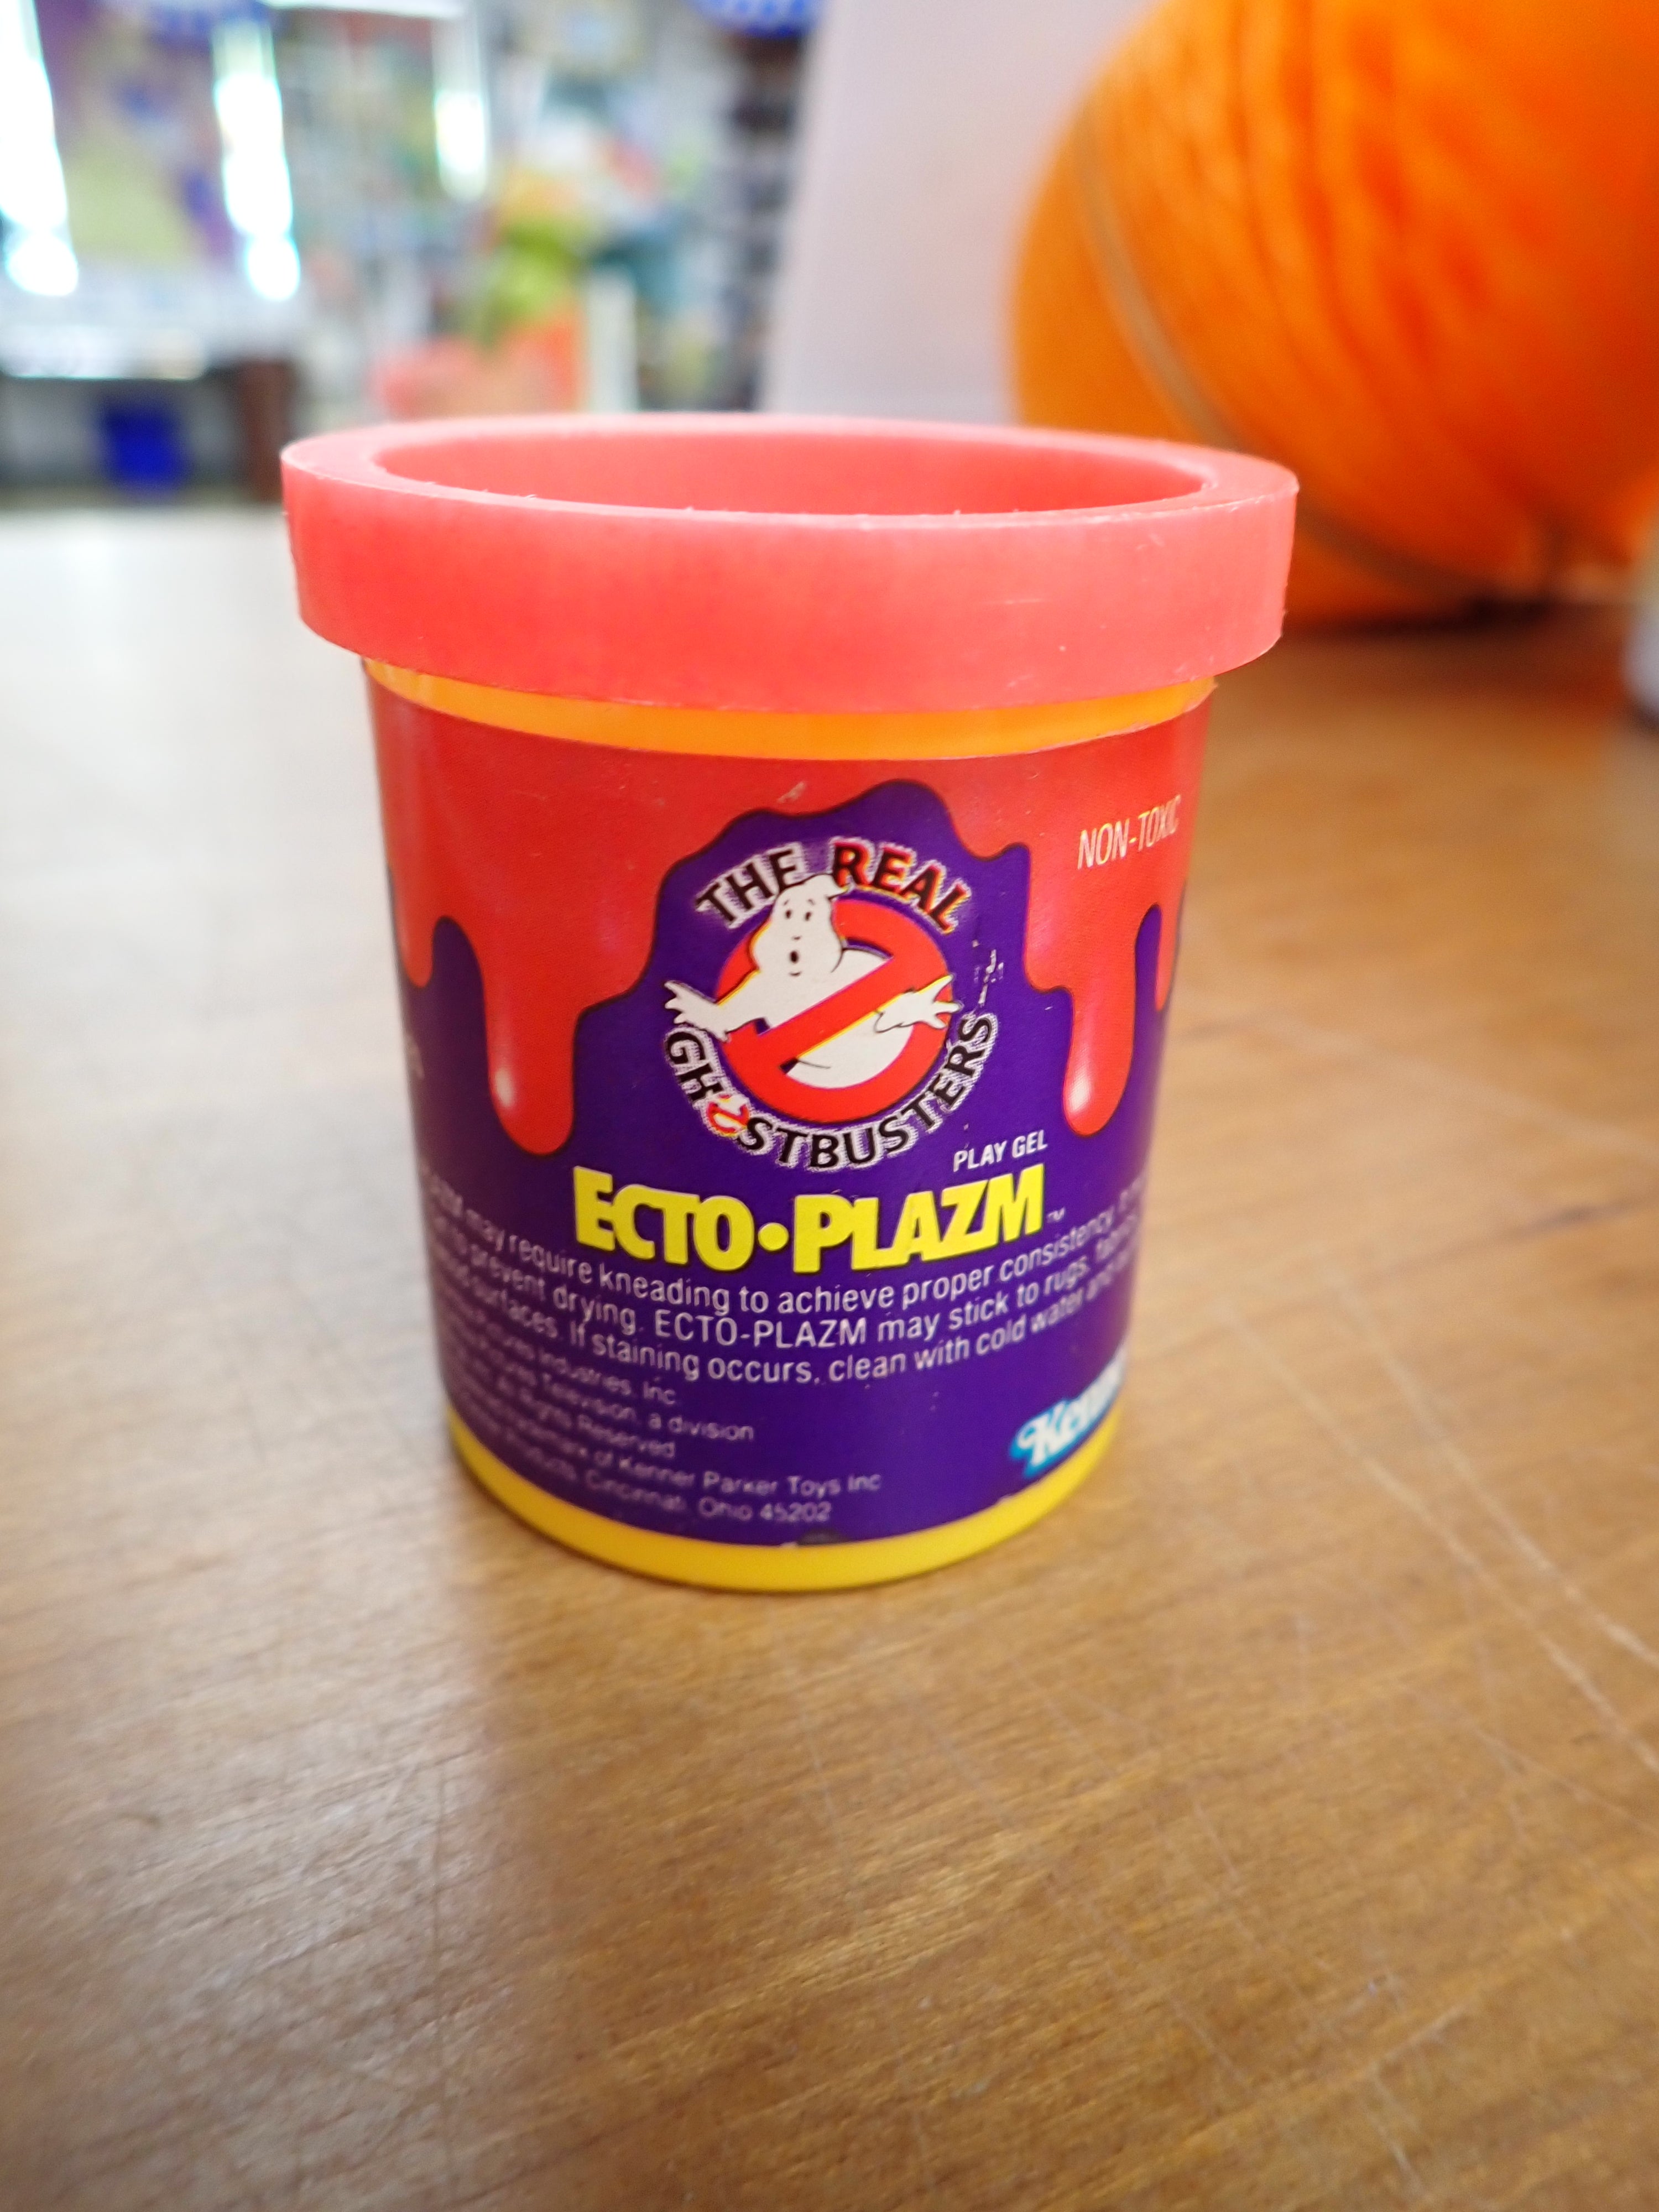 NON-TOXIC
THE REAL
GHOSTBUSTERS
PLAY GEL
ECTO•PLAZM™
may require kneading to achieve proper consistency.
to prevent drying. ECTO-PLAZM may stick to rugs,
surfaces. If staining occurs, clean with cold water and
Industries, Inc.
Television, a division
All Rights Reserved
of Kenner Parker Toys Inc
Products, Cincinnati, Ohio 45202
Kenner